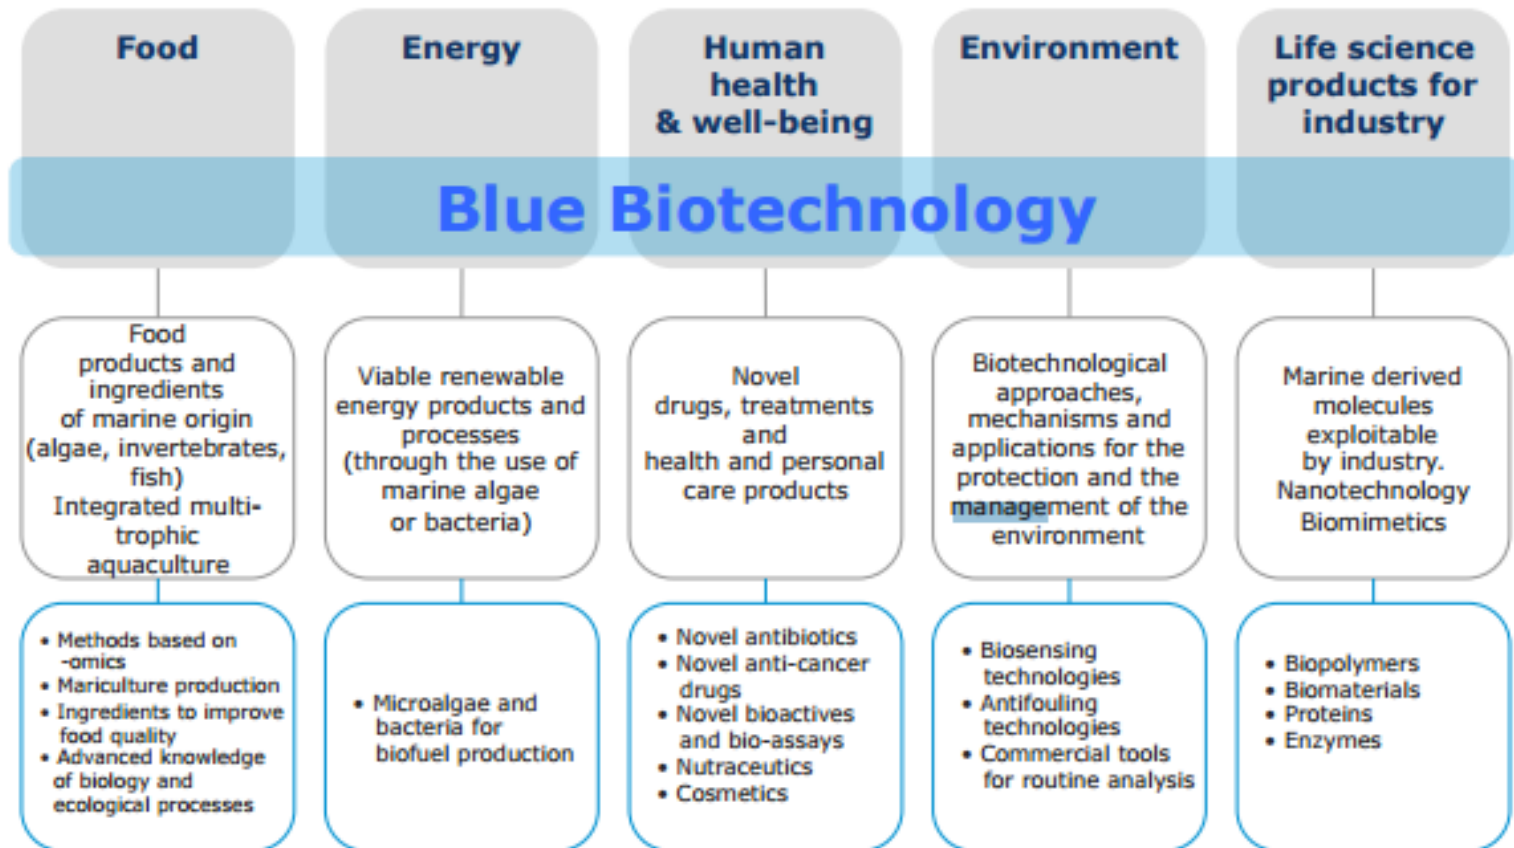 Food
Energy
Human
health
& well-being
Environment
Life science
products for
industry
Blue Biotechnology
Food
products and
ingredients
of marine origin
(algae, invertebrates,
fish)
Integrated multi-
trophic
aquaculture
Viable renewable
energy products and
processes
(through the use of
marine algae
or bacteria)
Novel
drugs, treatments
and
health and personal
care products
Biotechnological
approaches,
mechanisms and
applications for the
protection and the
management of the
environment
Marine derived
molecules
exploitable
by industry.
Nanotechnology
Biomimetics
• Methods based on
-omics
• Mariculture production
• Ingredients to improve
food quality
• Advanced knowledge
of biology and
ecological processes
• Microalgae and
bacteria for
biofuel production
• Novel antibiotics
• Novel anti-cancer
drugs
• Novel bioactives
and bio-assays
• Nutraceutics
• Cosmetics
• Biosensing
technologies
• Antifouling
technologies
• Commercial tools
for routine analysis
• Biopolymers
• Biomaterials
• Proteins
• Enzymes